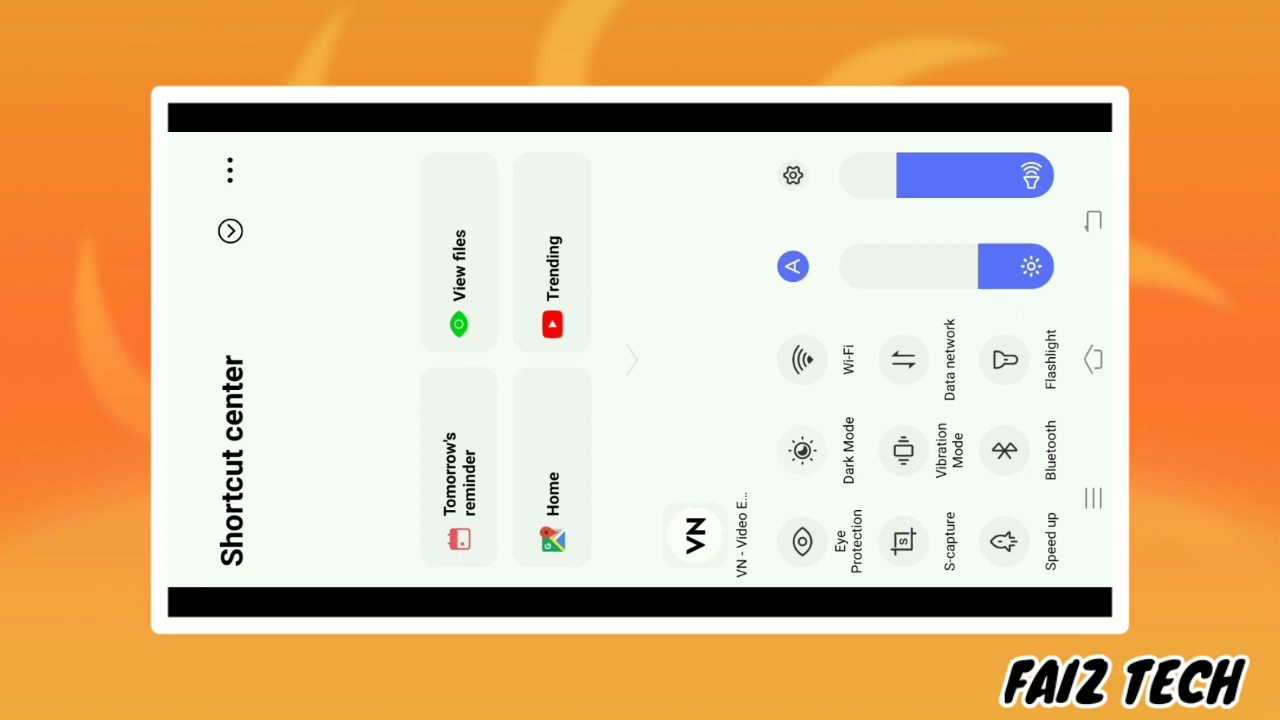 Shortcut center
Tomorrow's
reminder
View files
Home
Trending
VN
VN - Video E...
A
Eye
Protection
Dark Mode
Wi-Fi
S
S-capture
Vibration
Mode
Data network
Speed up
Bluetooth
Flashlight
FAIZ TECH